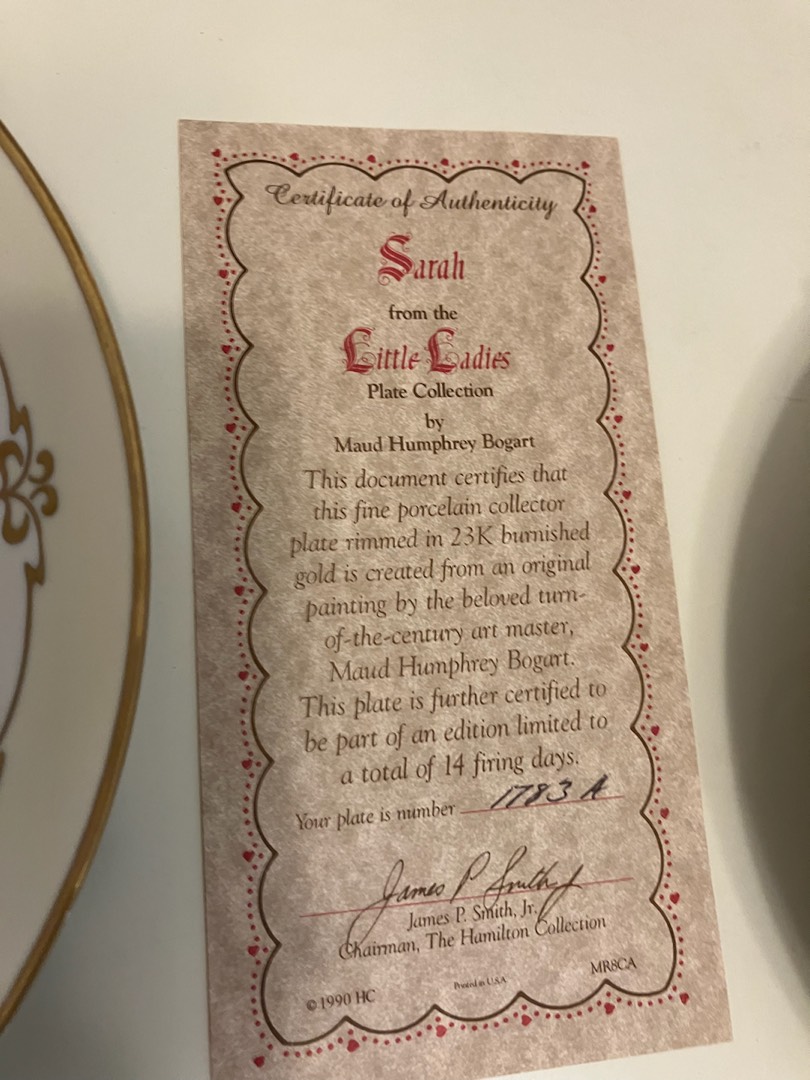 Certificate of Authenticity
Sarah
from the
Little Ladies
Plate Collection
by
Maud Humphrey Bogart
This document certifies that
this fine porcelain collector
plate rimmed in 23K burnished
gold is created from an original
painting by the beloved turn-
of-the-century art master,
Maud Humphrey Bogart.
This plate is further certified to
be part of an edition limited to
a total of 14 firing days.
Your plate is number 1783 A
James P Smith Jr
James P. Smith, Jr.
Chairman, The Hamilton Collection
© 1990 HC
Printed in U.S.A.
MR8CA